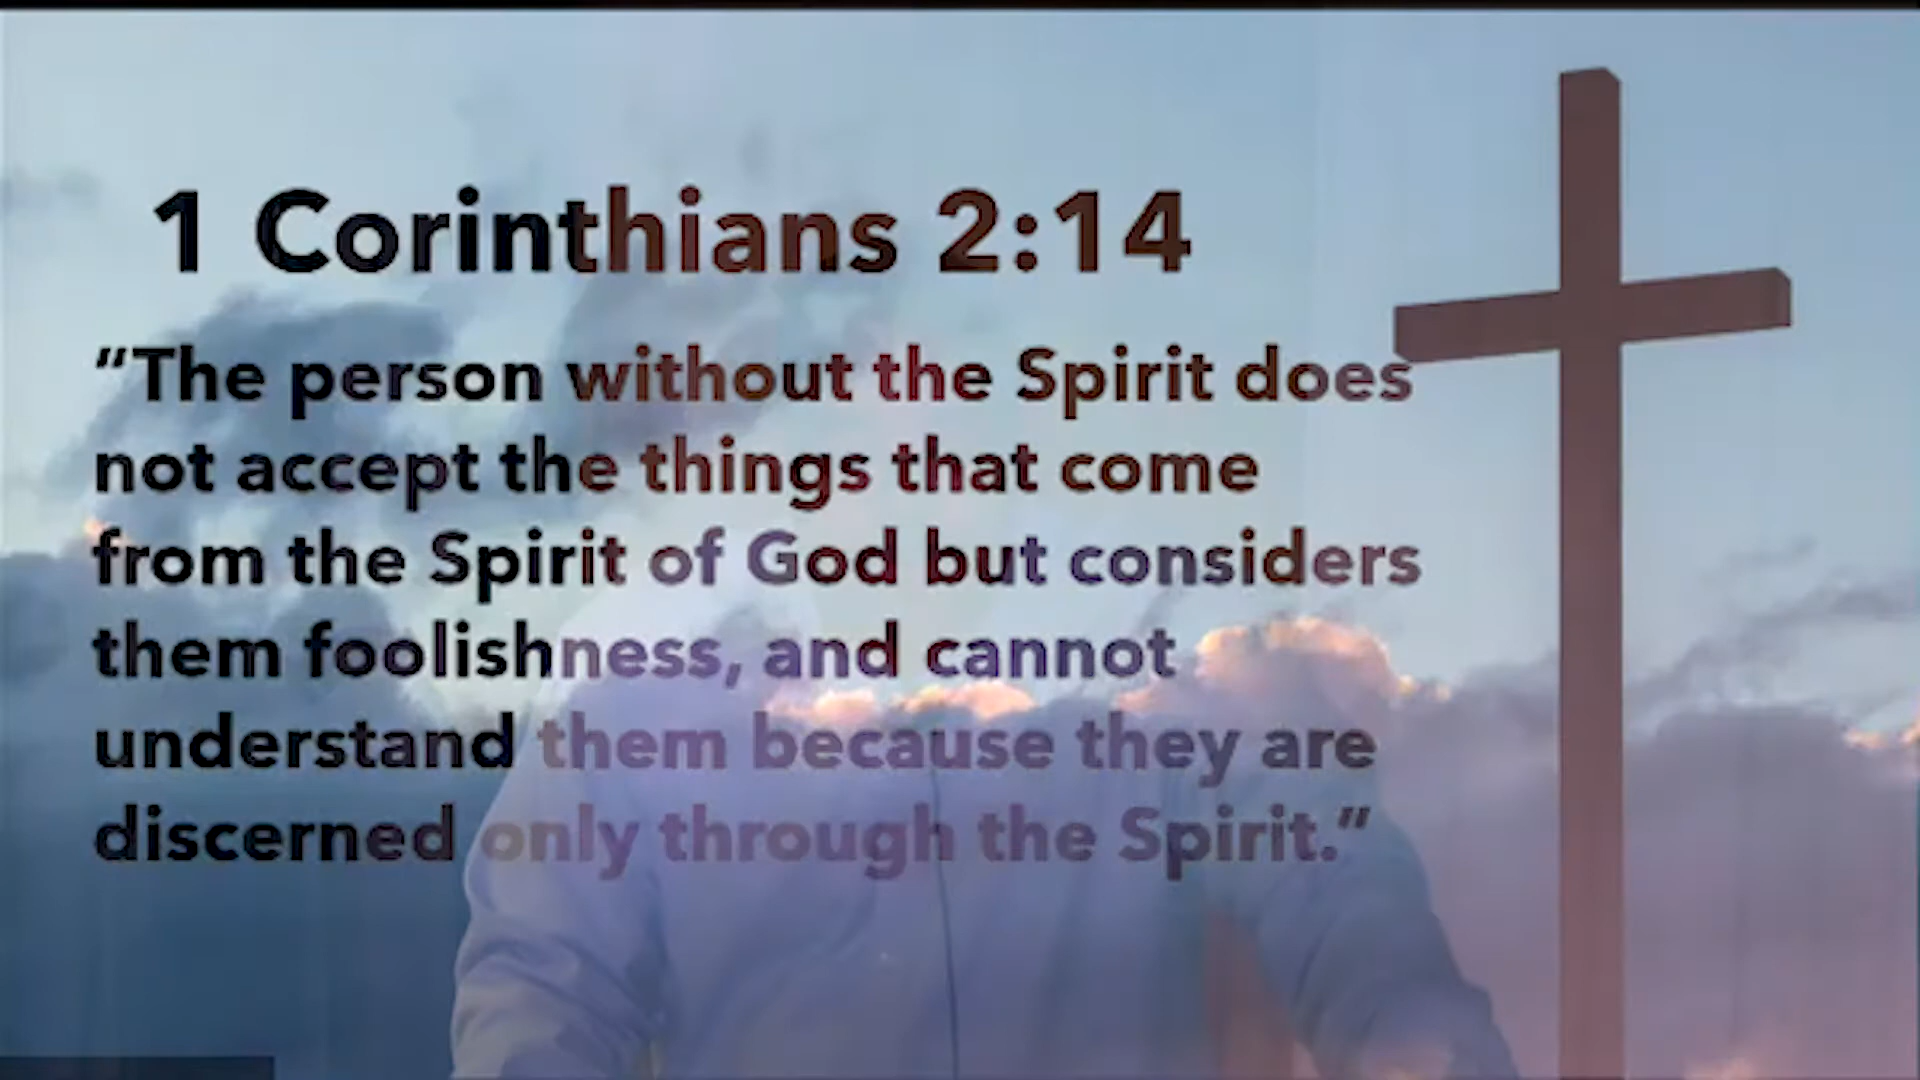 1 Corinthians 2:14
“The person without the Spirit does
not accept the things that come
from the Spirit of God but considers
them foolishness, and cannot
understand them because they are
discerned only through the Spirit.”